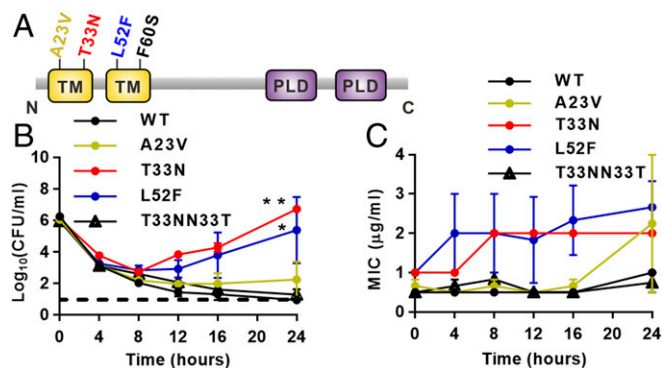 A
A23V T33N L52F F60S
TM TM PLD PLD
N C
B
WT
A23V
T33N
L52F
T33NN33T
Log10(CFU/ml)
10
8
6
4
2
0
* *
*
0 4 8 12 16 20 24
Time (hours)
C
WT
A23V
T33N
L52F
T33NN33T
MIC (μg/ml)
4
3
2
1
0
0 4 8 12 16 20 24
Time (hours)